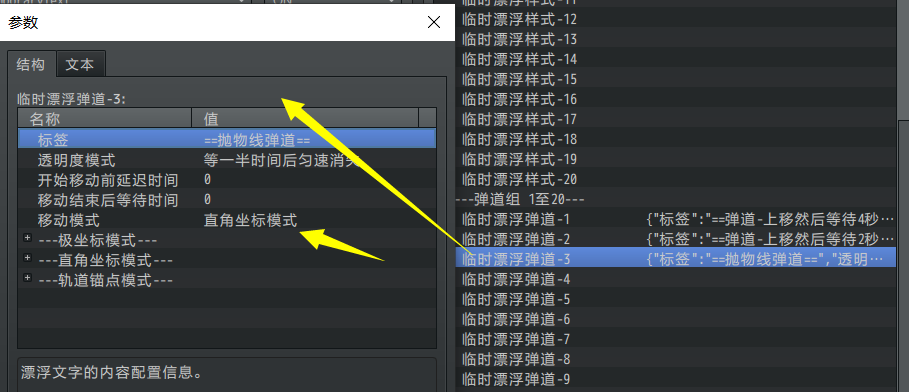 参数
结构 文本
临时漂浮弹道-3:
名称 值
标签 ==抛物线弹道==
透明度模式 等一半时间后匀速消失
开始移动前延迟时间 0
移动结束后等待时间 0
移动模式 直角坐标模式
---极坐标模式---
---直角坐标模式---
---轨道锚点模式---
漂浮文字的内容配置信息。
临时漂浮样式-12
临时漂浮样式-13
临时漂浮样式-14
临时漂浮样式-15
临时漂浮样式-16
临时漂浮样式-17
临时漂浮样式-18
临时漂浮样式-19
临时漂浮样式-20
---弹道组 1至20---
临时漂浮弹道-1 {"标签":"==弹道-上移然后等待4秒…
临时漂浮弹道-2 {"标签":"==弹道-上移然后等待2秒…
临时漂浮弹道-3 {"标签":"==抛物线弹道==","透明…
临时漂浮弹道-4
临时漂浮弹道-5
临时漂浮弹道-6
临时漂浮弹道-7
临时漂浮弹道-8
临时漂浮弹道-9